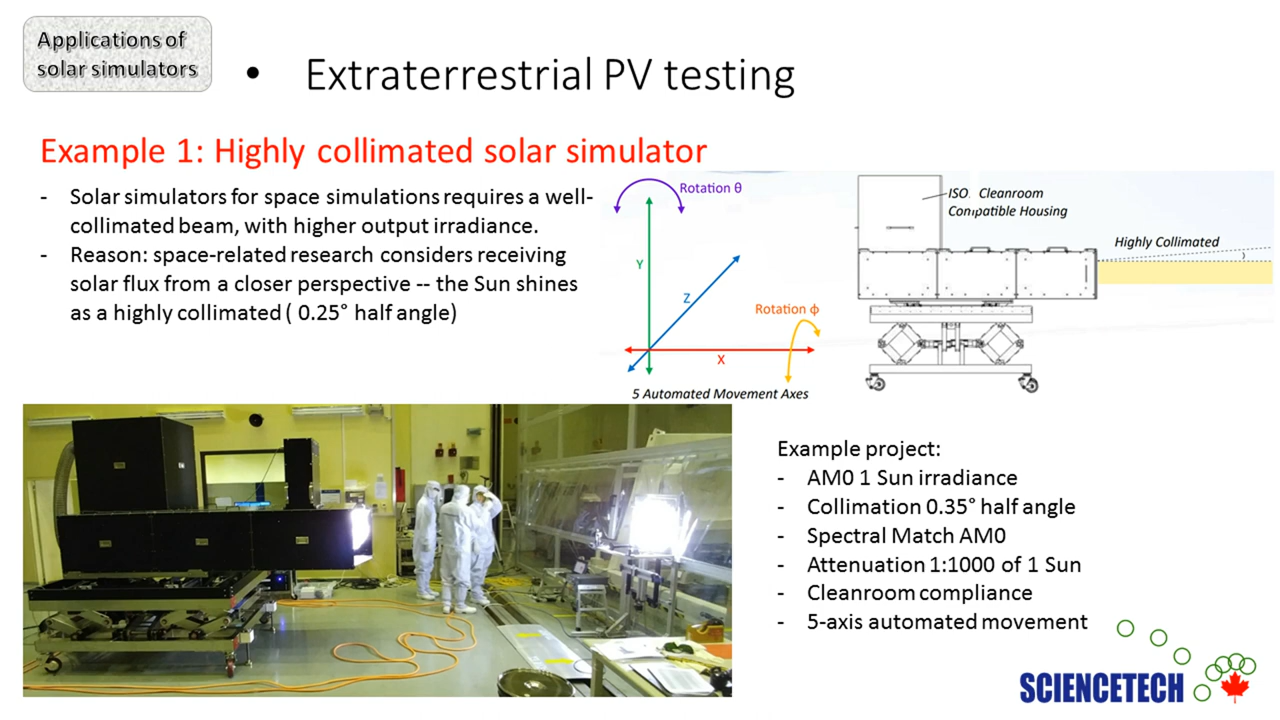 Applications of
solar simulators
• Extraterrestrial PV testing
Example 1: Highly collimated solar simulator
- Solar simulators for space simulations requires a well-
collimated beam, with higher output irradiance.
- Reason: space-related research considers receiving
solar flux from a closer perspective -- the Sun shines
as a highly collimated ( 0.25° half angle)
Rotation θ
Y
Z
Rotation ϕ
X
5 Automated Movement Axes
ISO. Cleanroom
Compatible Housing
Highly Collimated
Example project:
- AM0 1 Sun irradiance
- Collimation 0.35° half angle
- Spectral Match AM0
- Attenuation 1:1000 of 1 Sun
- Cleanroom compliance
- 5-axis automated movement
SCIENCETECH